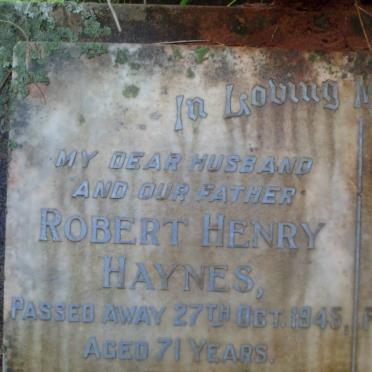 In Loving
MY DEAR HUSBAND
AND OUR FATHER
ROBERT HENRY
HAYNES,
PASSED AWAY 27TH OCT. 1945,
AGED 71 YEARS.